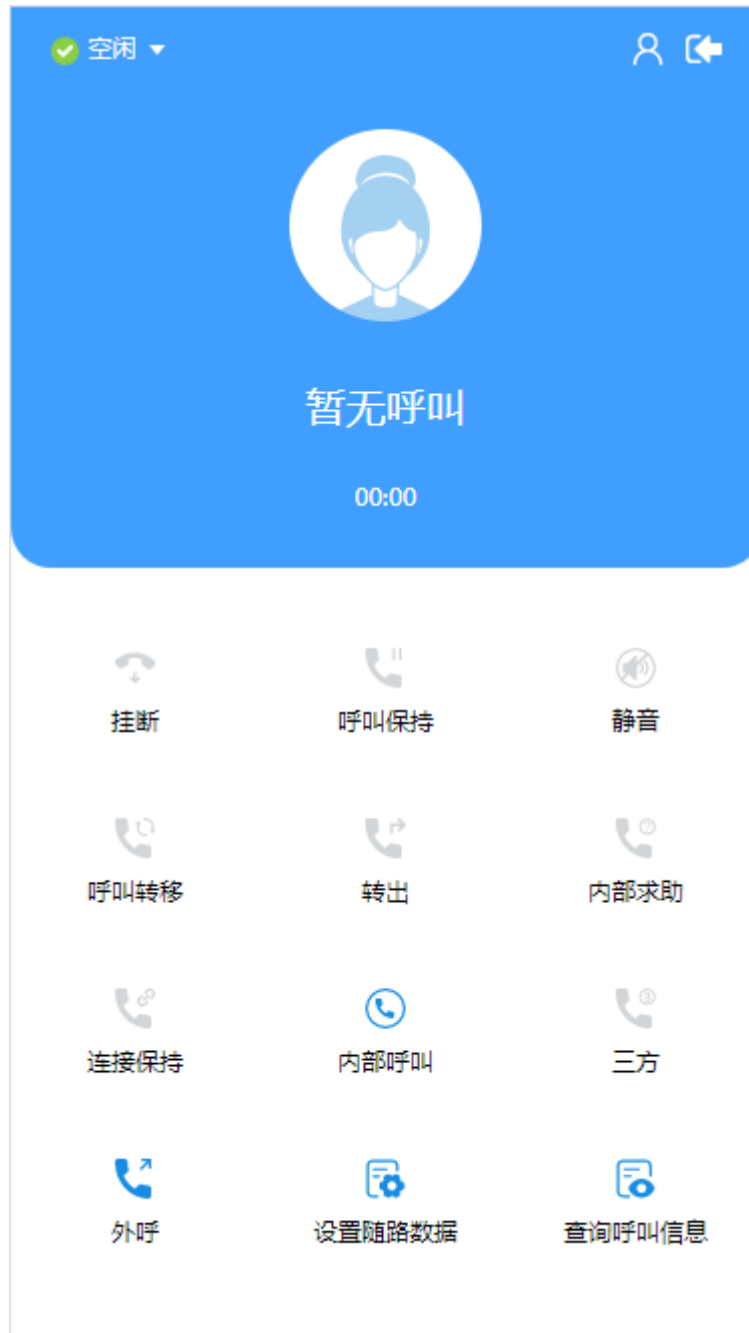 空闲
暂无呼叫
00:00
挂断 呼叫保持 静音
呼叫转移 转出 内部求助
连接保持 内部呼叫 三方
外呼 设置随路数据 查询呼叫信息